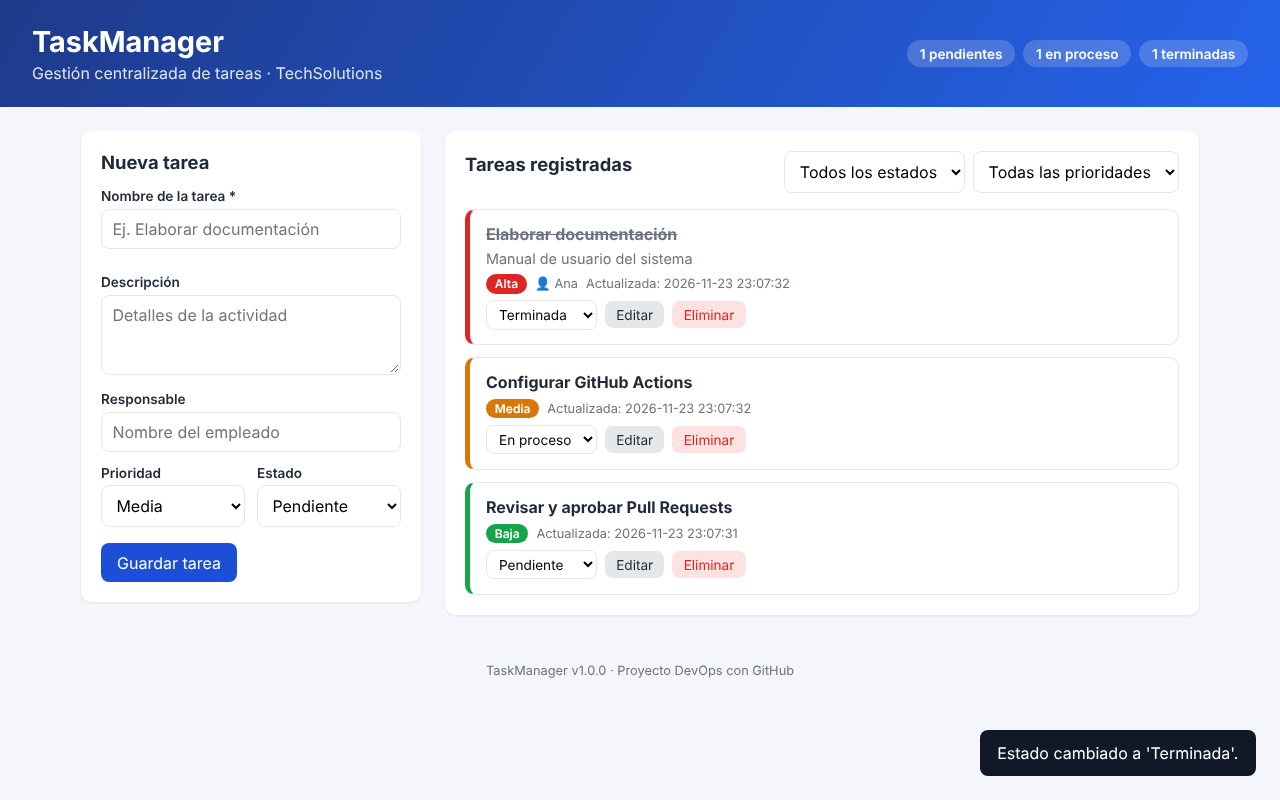 TaskManager
Gestión centralizada de tareas · TechSolutions
1 pendientes
1 en proceso
1 terminadas
Nueva tarea
Nombre de la tarea *
Ej. Elaborar documentación
Descripción
Detalles de la actividad
Responsable
Nombre del empleado
Prioridad
Estado
Media
Pendiente
Guardar tarea
Tareas registradas
Todos los estados
Todas las prioridades
Elaborar documentación
Manual de usuario del sistema
Alta 👤 Ana Actualizada: 2026-11-23 23:07:32
Terminada Editar Eliminar
Configurar GitHub Actions
Media Actualizada: 2026-11-23 23:07:32
En proceso Editar Eliminar
Revisar y aprobar Pull Requests
Baja Actualizada: 2026-11-23 23:07:31
Pendiente Editar Eliminar
TaskManager v1.0.0 · Proyecto DevOps con GitHub
Estado cambiado a 'Terminada'.